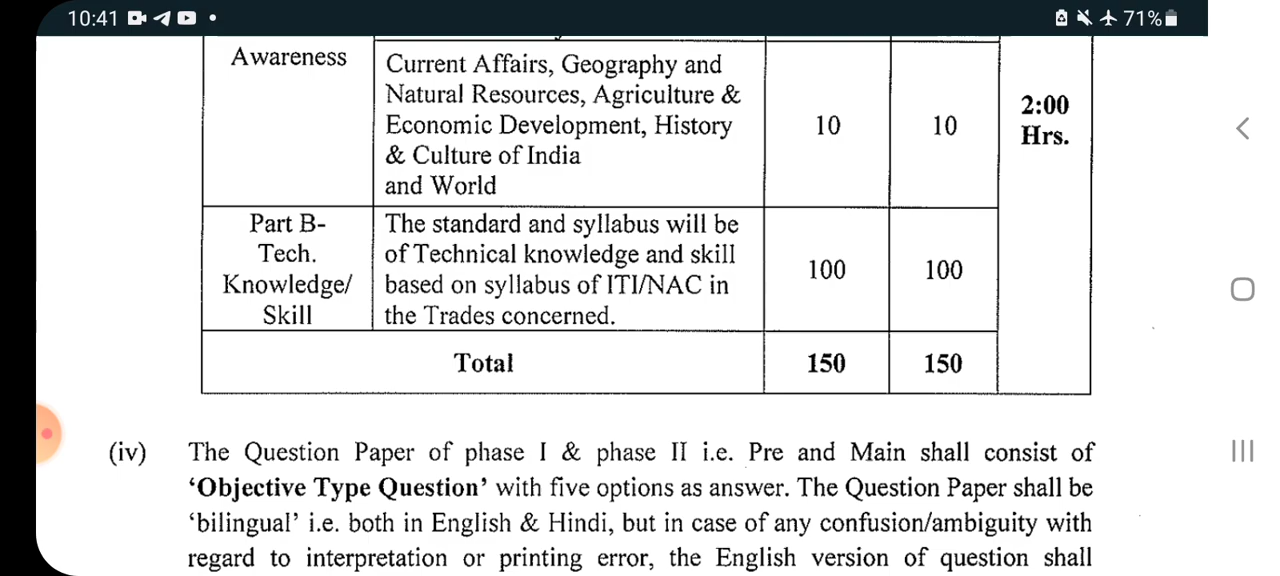 10:41
71%
Awareness
Current Affairs, Geography and
Natural Resources, Agriculture &
Economic Development, History
& Culture of India
and World
10
10
2:00
Hrs.
Part B-
Tech.
Knowledge/
Skill
The standard and syllabus will be
of Technical knowledge and skill
based on syllabus of ITI/NAC in
the Trades concerned.
100
100
Total
150
150
(iv) The Question Paper of phase I & phase II i.e. Pre and Main shall consist of
‘Objective Type Question’ with five options as answer. The Question Paper shall be
‘bilingual’ i.e. both in English & Hindi, but in case of any confusion/ambiguity with
regard to interpretation or printing error, the English version of question shall